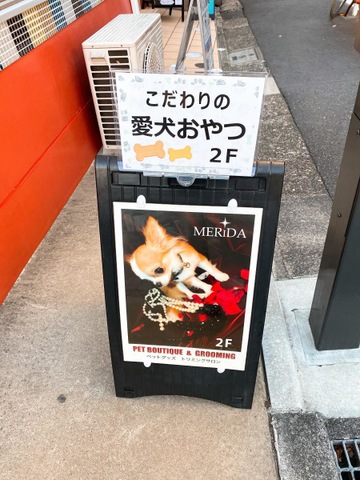 こだわりの
愛犬おやつ
2F
MERiDA
2F
PET BOUTIQUE & GROOMING
ペットグッズ トリミングサロン